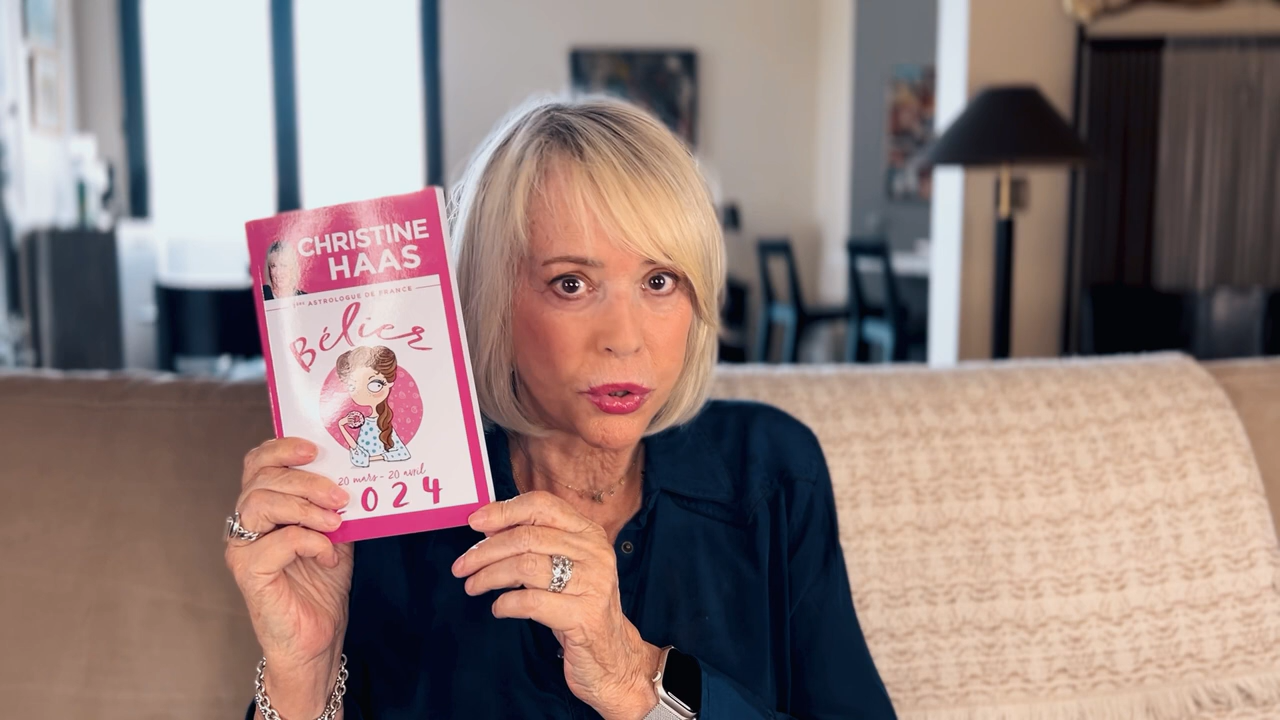 CHRISTINE
HAAS
1ÈRE ASTROLOGUE DE FRANCE
Bélier
20 mars - 20 avril
2024